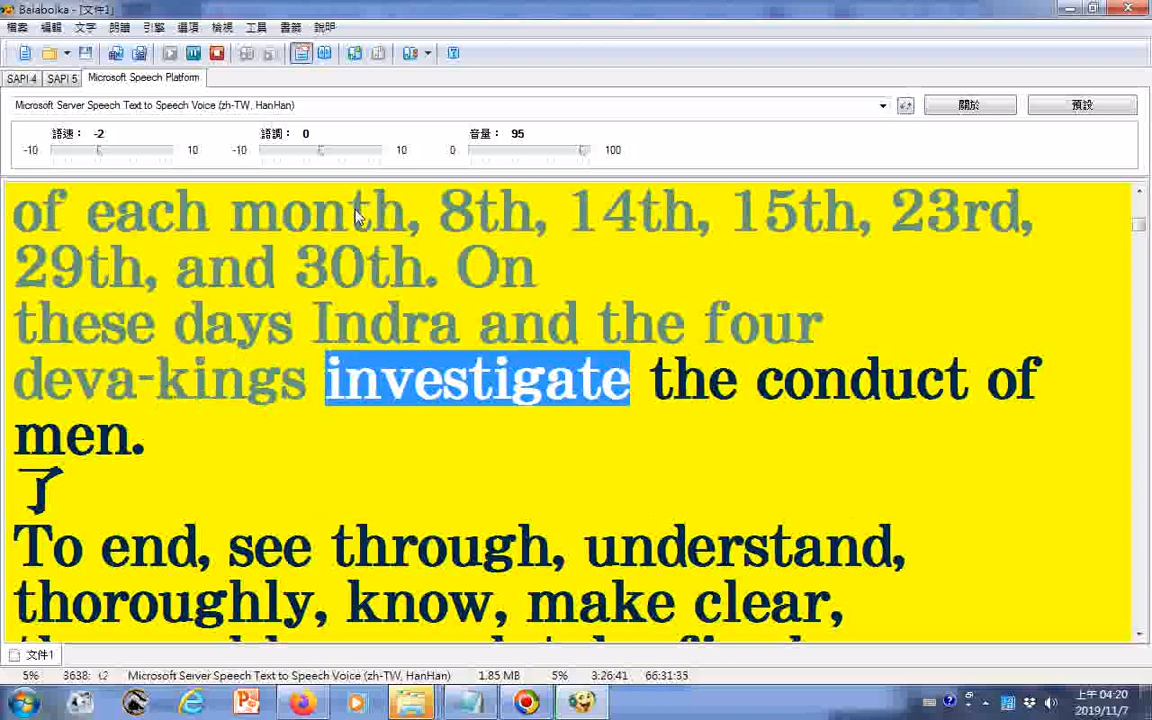 Balabolka - [文件1]
檔案 編輯 文字 朗讀 引擎 選項 檢視 工具 書籤 說明
SAPI 4 SAPI 5 Microsoft Speech Platform
Microsoft Server Speech Text to Speech Voice (zh-TW, HanHan) 關於 預設
語速： -2 語調： 0 音量： 95
-10 10 -10 10 0 100
of each month, 8th, 14th, 15th, 23rd,
29th, and 30th. On
these days Indra and the four
deva-kings investigate the conduct of
men.
了
To end, see through, understand,
thoroughly, know, make clear,
文件1
5% Microsoft Server Speech Text to Speech Voice (zh-TW, HanHan) 1.85 MB 5% 3:26:41 66:31:35
上午 04:20
2019/11/7